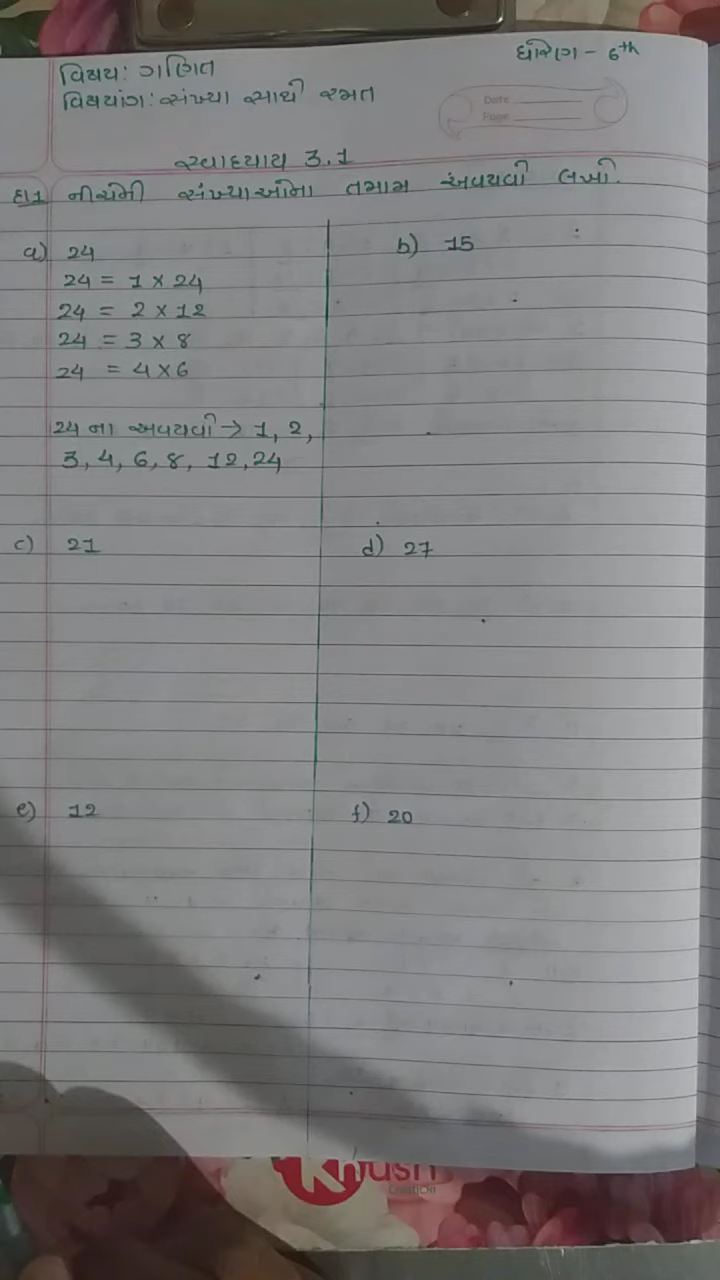 ધોરણ - 6th
વિષય: ગણિત
વિષયાંગ: સંખ્યા સાથે રમત
Date
Page
સ્વાધ્યાય 3.1
દા1 નીચેની સંખ્યાઓના તમામ અવયવો લખો.
a) 24
24 = 1 x 24
24 = 2 x 12
24 = 3 x 8
24 = 4 x 6
24 ના અવયવો → 1, 2,
3, 4, 6, 8, 12, 24
b) 15
c) 21
d) 27
e) 12
f) 20
Khush
Creation